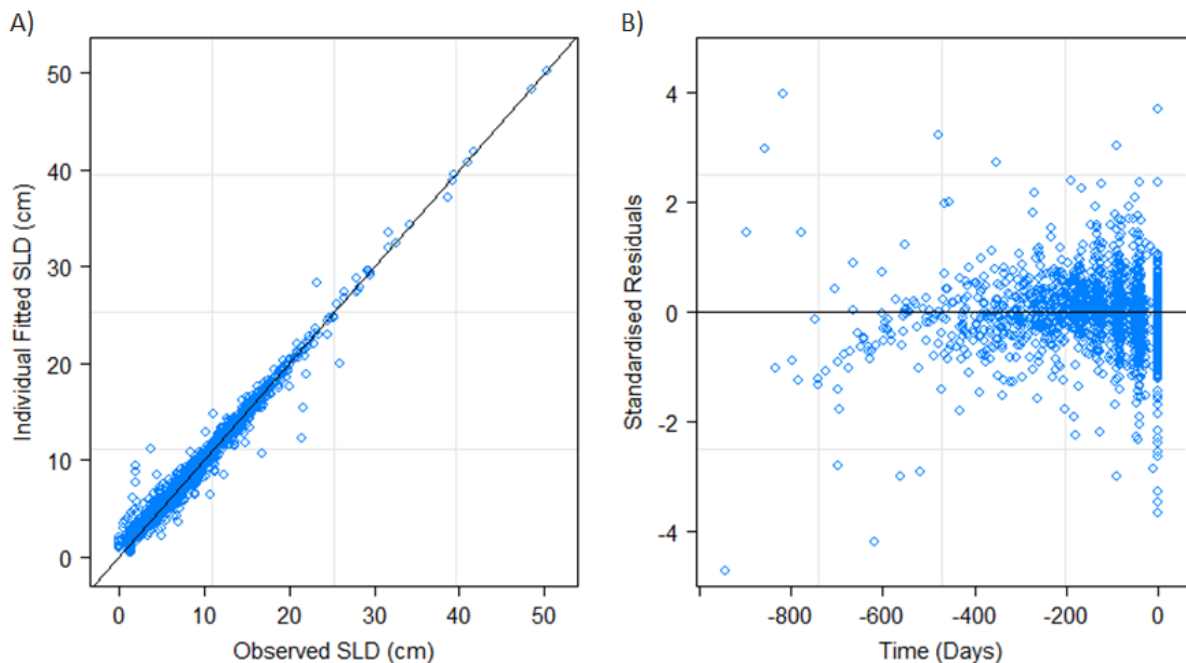 A)
Individual Fitted SLD (cm)
50
40
30
20
10
0
0 10 20 30 40 50
Observed SLD (cm)
B)
Standardised Residuals
4
2
0
-2
-4
-800 -600 -400 -200 0
Time (Days)